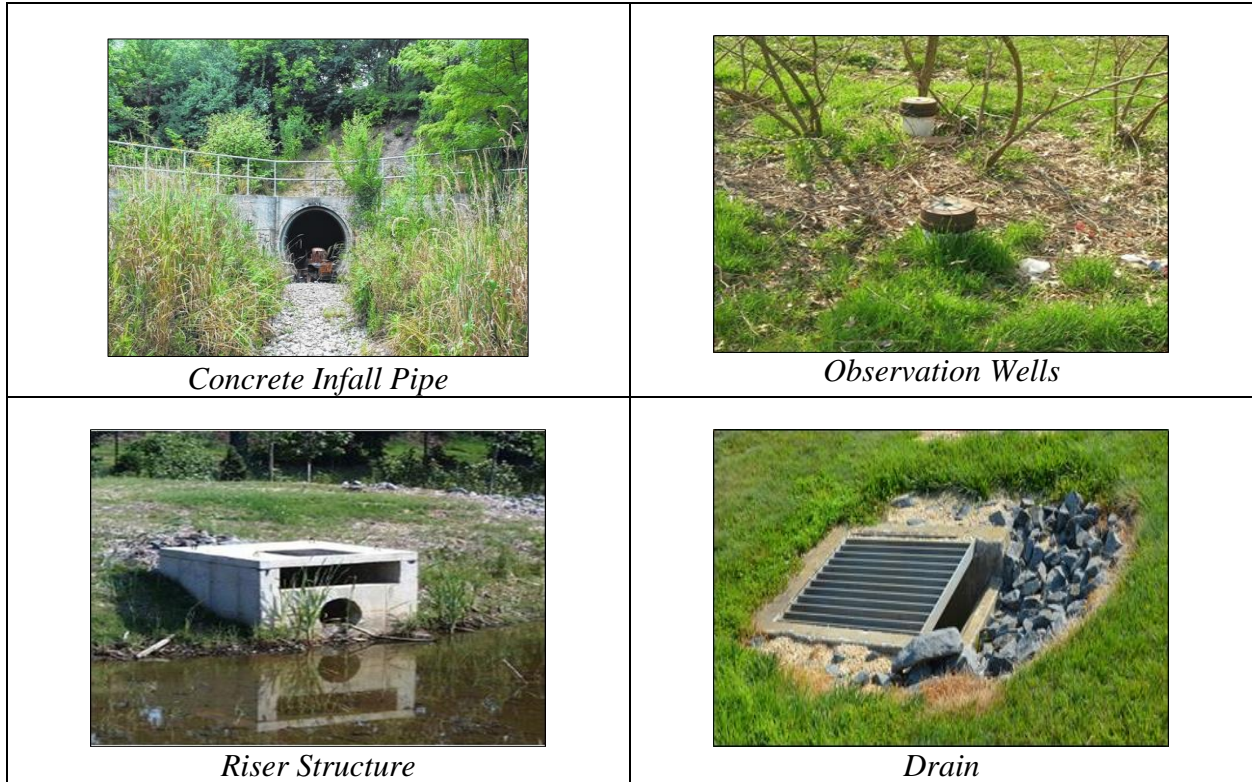 Concrete Infall Pipe
Observation Wells
Riser Structure
Drain